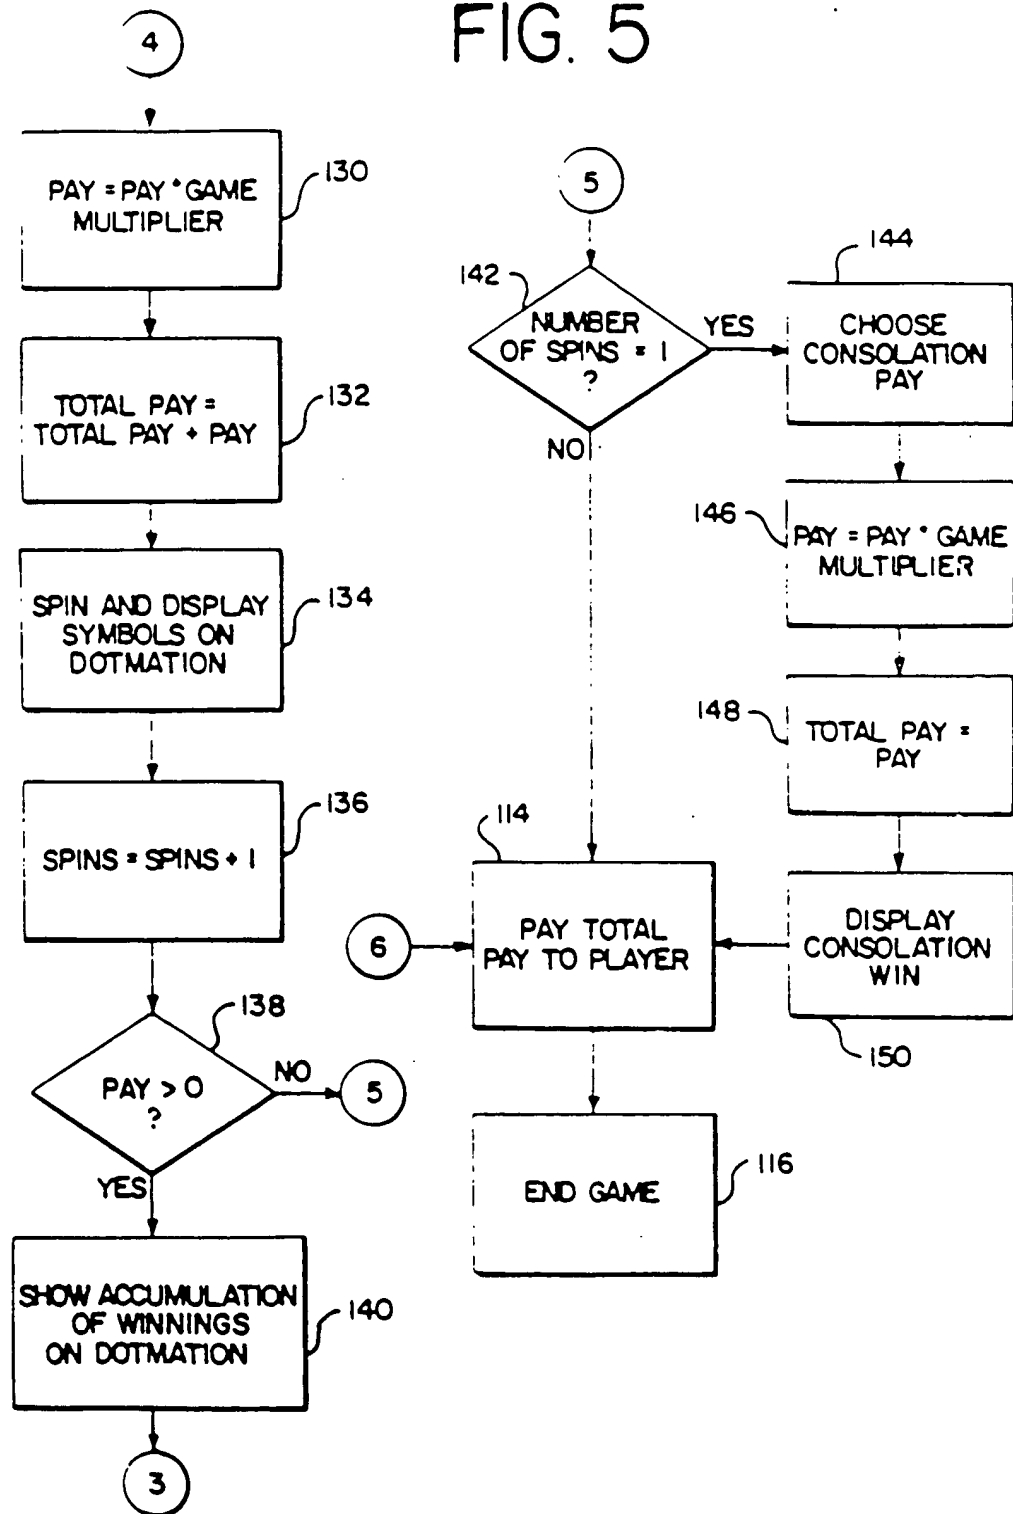 FIG. 5
4
PAY = PAY * GAME
MULTIPLIER
130
TOTAL PAY =
TOTAL PAY + PAY
132
SPIN AND DISPLAY
SYMBOLS ON
DOTMATION
134
SPINS = SPINS + 1
136
PAY > 0
?
138
NO
5
YES
SHOW ACCUMULATION
OF WINNINGS
ON DOTMATION
140
3
5
142
NUMBER
OF SPINS = 1
?
YES
NO
144
CHOOSE
CONSOLATION
PAY
146
PAY = PAY * GAME
MULTIPLIER
148
TOTAL PAY =
PAY
DISPLAY
CONSOLATION
WIN
150
114
6
PAY TOTAL
PAY TO PLAYER
END GAME
116